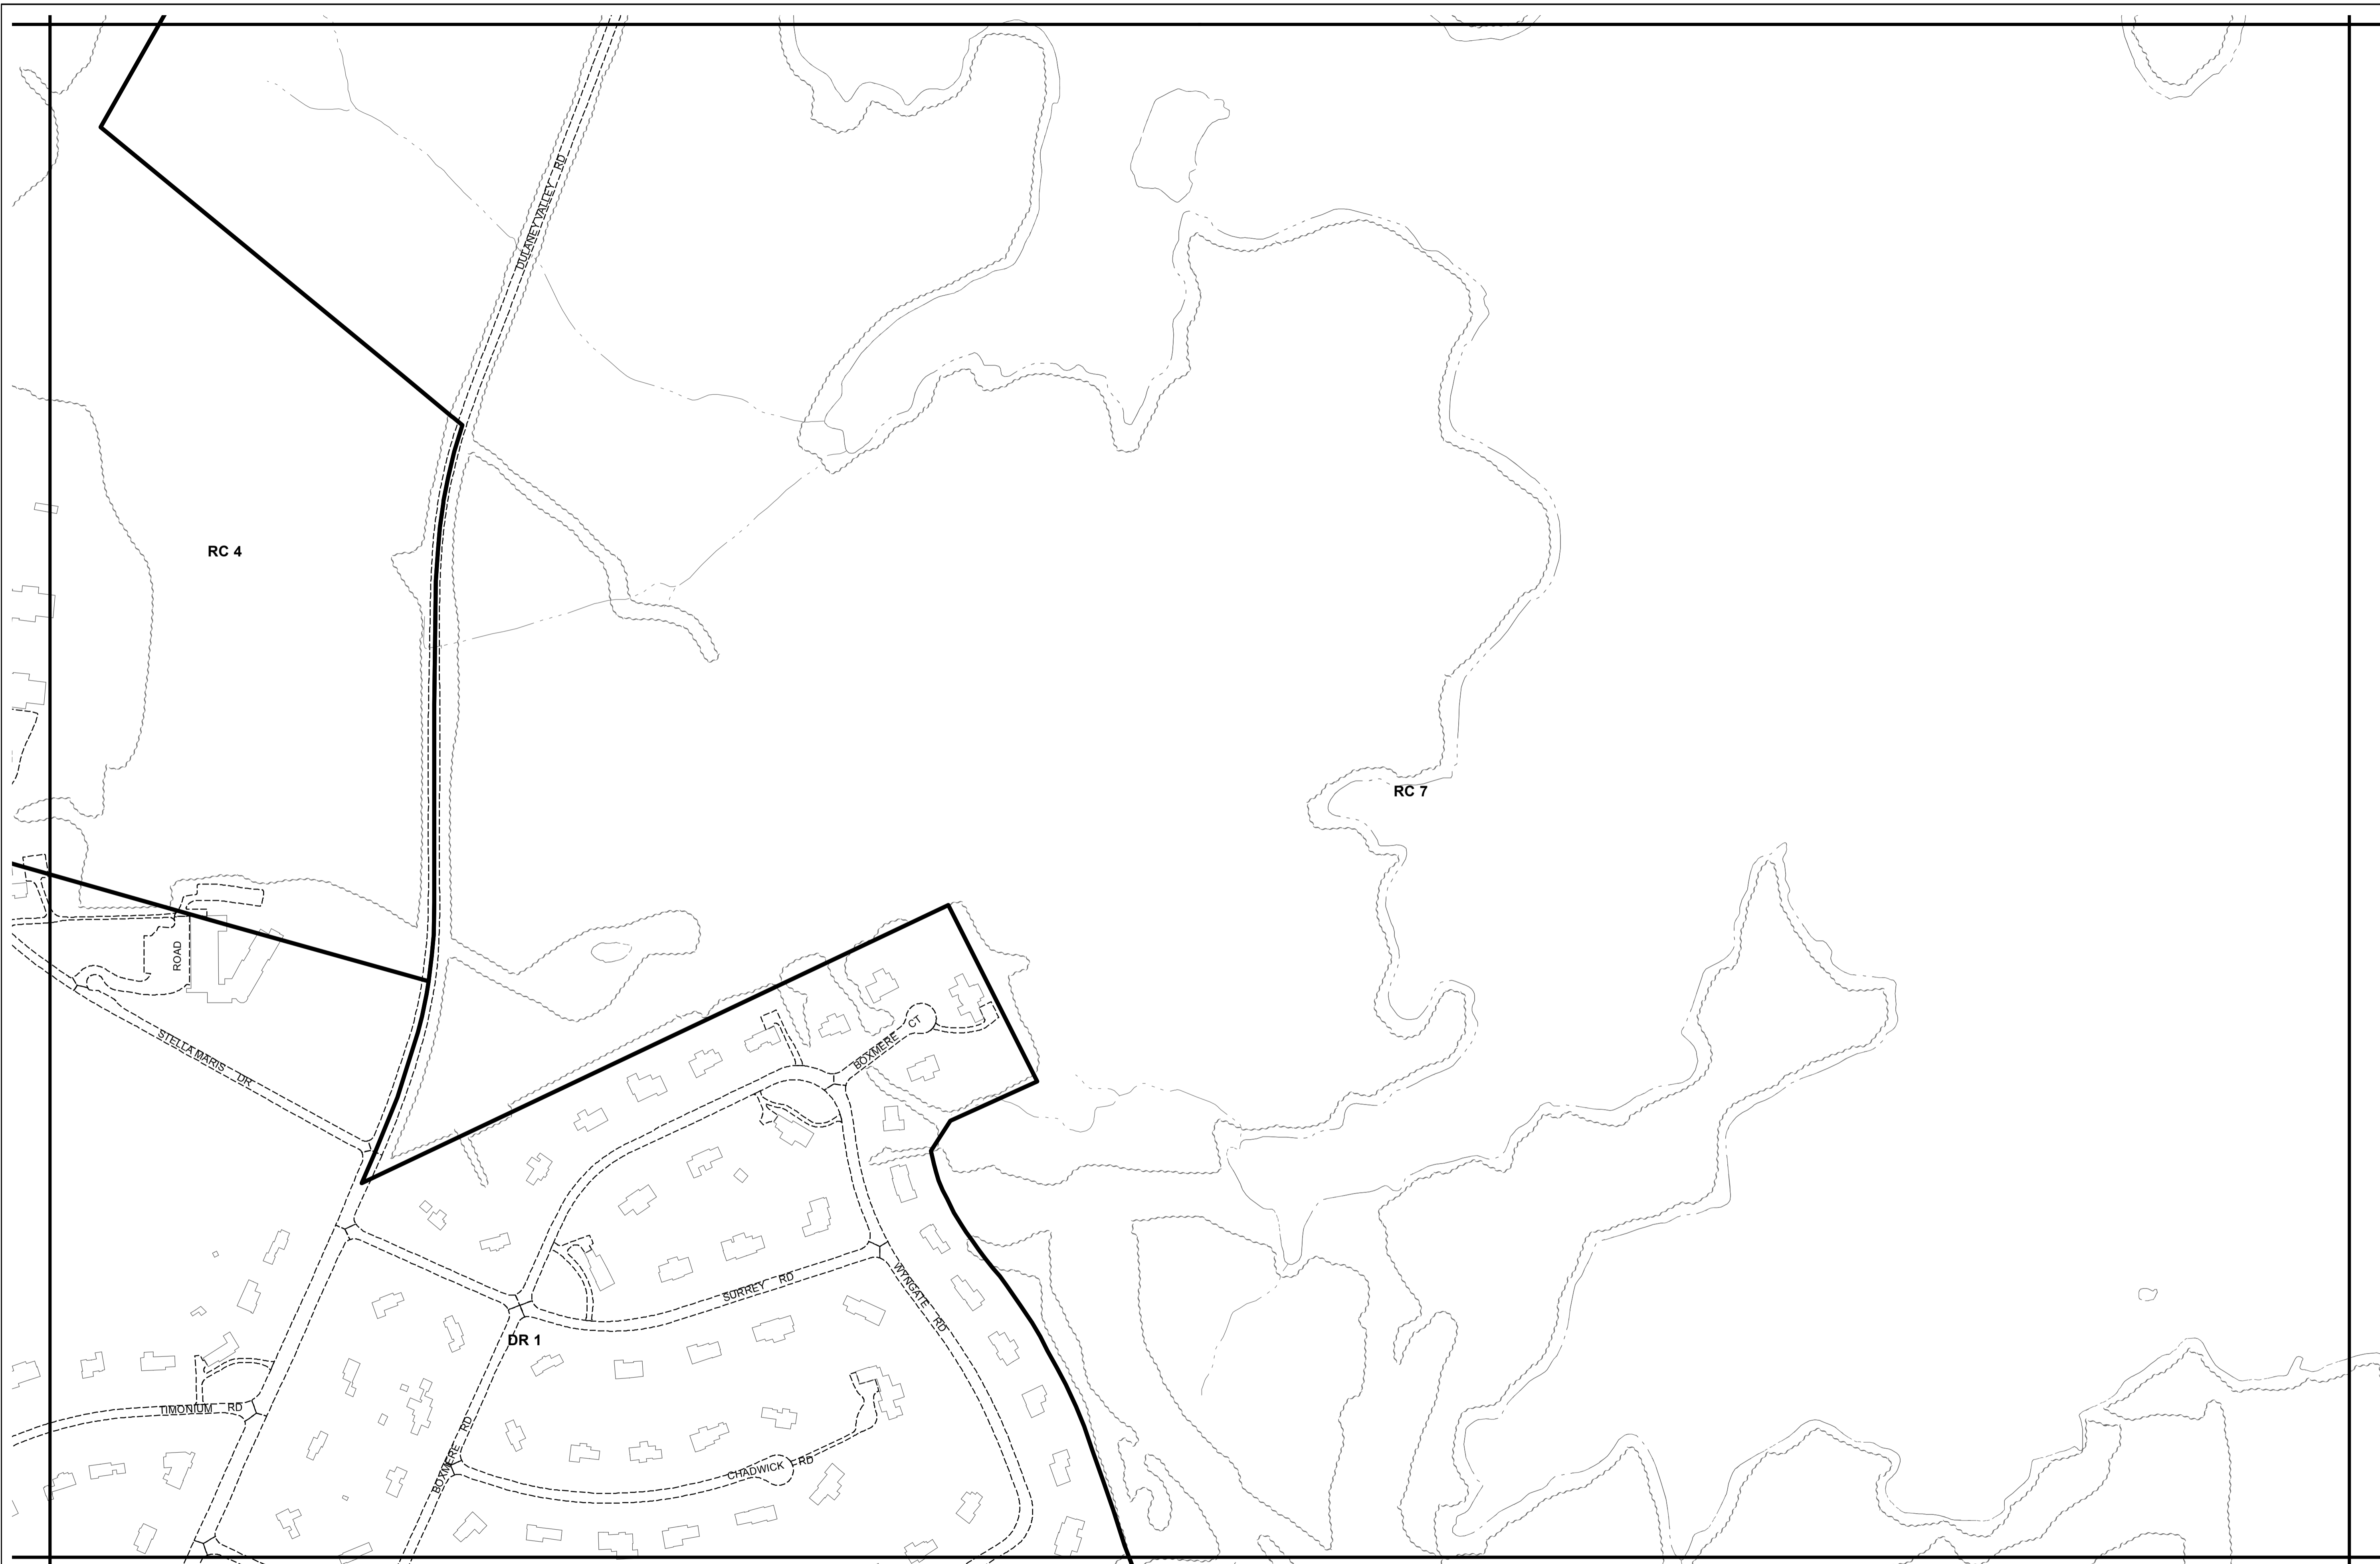 DULANEY VALLEY RD
RC 4
RC 7
ROAD
STELLA MARIS DR
BOXMERE CT
SURREY RD
WYNGATE RD
DR 1
TIMONIUM RD
BOXMERE RD
CHADWICK RD